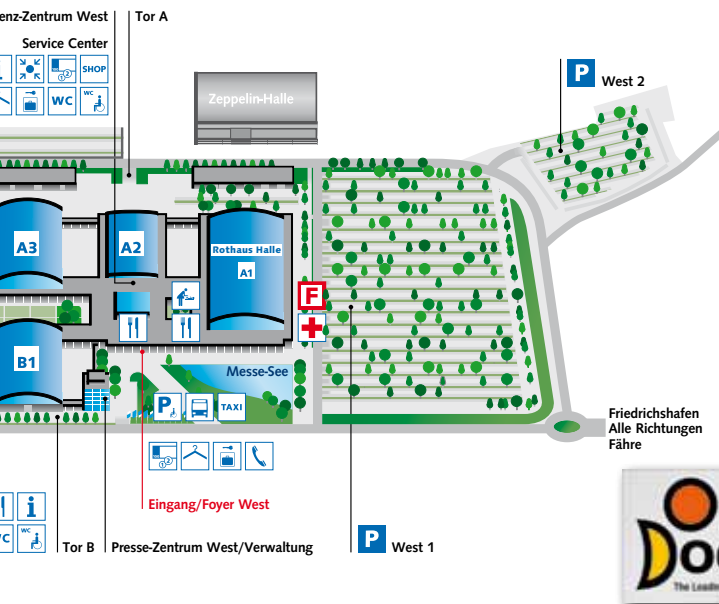 enz-Zentrum West
Tor A
Service Center
SHOP
WC
WC
Zeppelin-Halle
P
West 2
A3
A2
Rothaus Halle
A1
F
B1
Messe-See
P
TAXI
Friedrichshafen
Alle Richtungen
Fähre
Eingang/Foyer West
i
WC
Tor B
Presse-Zentrum West/Verwaltung
P
West 1
The